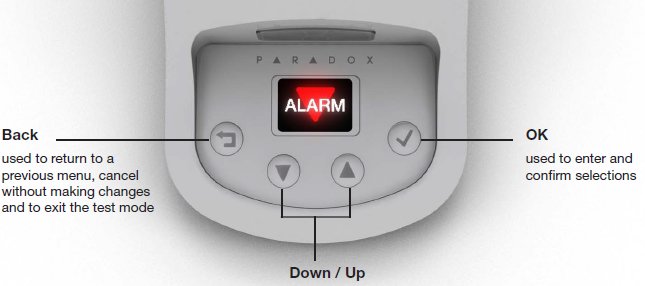 PARADOX
ALARM
Back
used to return to a
previous menu, cancel
without making changes
and to exit the test mode
OK
used to enter and
confirm selections
Down / Up